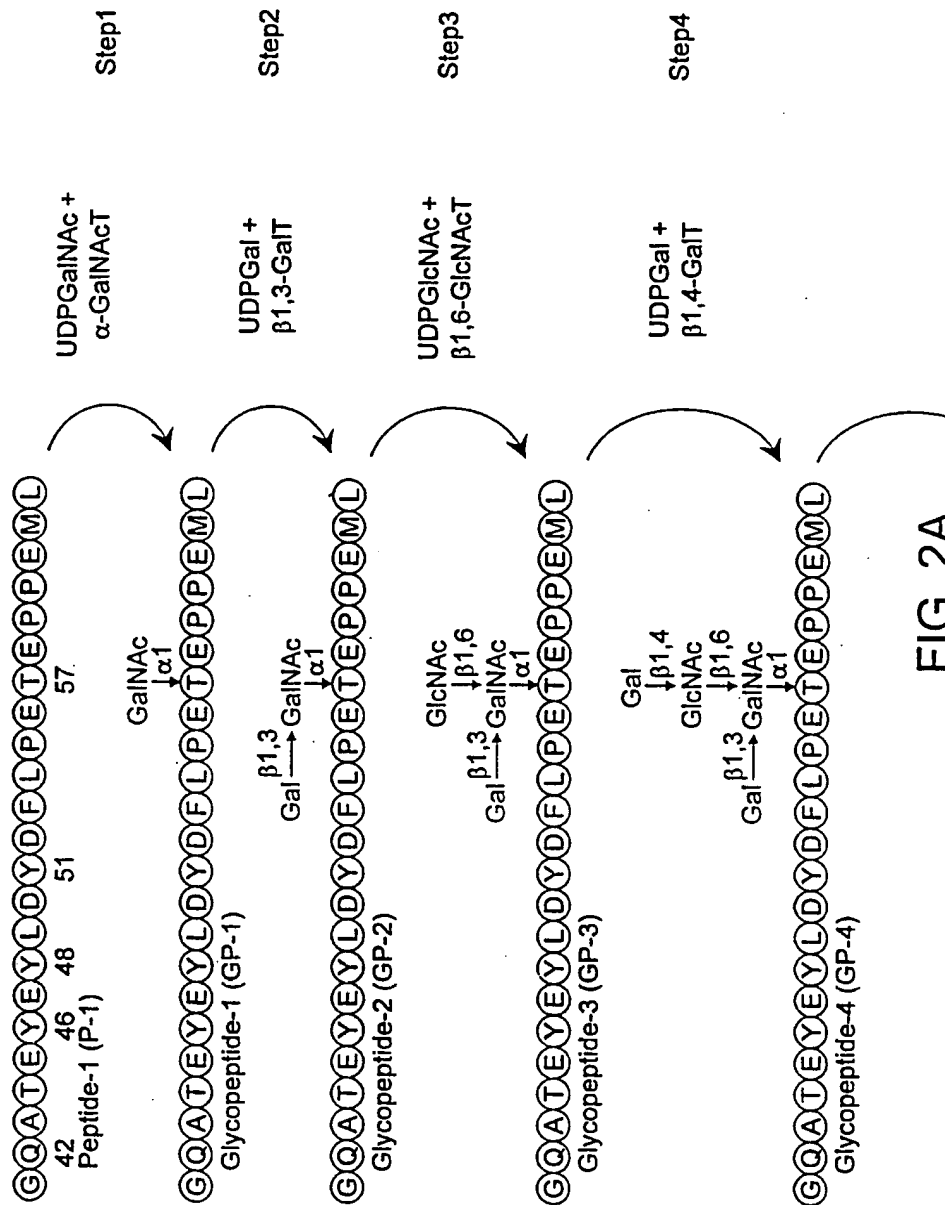 GQATEYEYLDYDFLPETEPPEML
42 46 48 51 57
Peptide-1 (P-1)
UDPGalNAc +
α-GalNAcT
Step1
GalNAc
α1
GQATEYEYLDYDFLPETEPPEML
Glycopeptide-1 (GP-1)
UDPGal +
β1,3-GalT
Step2
β1,3
Gal GalNAc
α1
GQATEYEYLDYDFLPETEPPEML
Glycopeptide-2 (GP-2)
UDPGlcNAc +
β1,6-GlcNAcT
Step3
GlcNAc
β1,3 β1,6
Gal GalNAc
α1
GQATEYEYLDYDFLPETEPPEML
Glycopeptide-3 (GP-3)
UDPGal +
β1,4-GalT
Step4
Gal
β1,4
GlcNAc
β1,3 β1,6
Gal GalNAc
α1
GQATEYEYLDYDFLPETEPPEML
Glycopeptide-4 (GP-4)
FIG. 2A